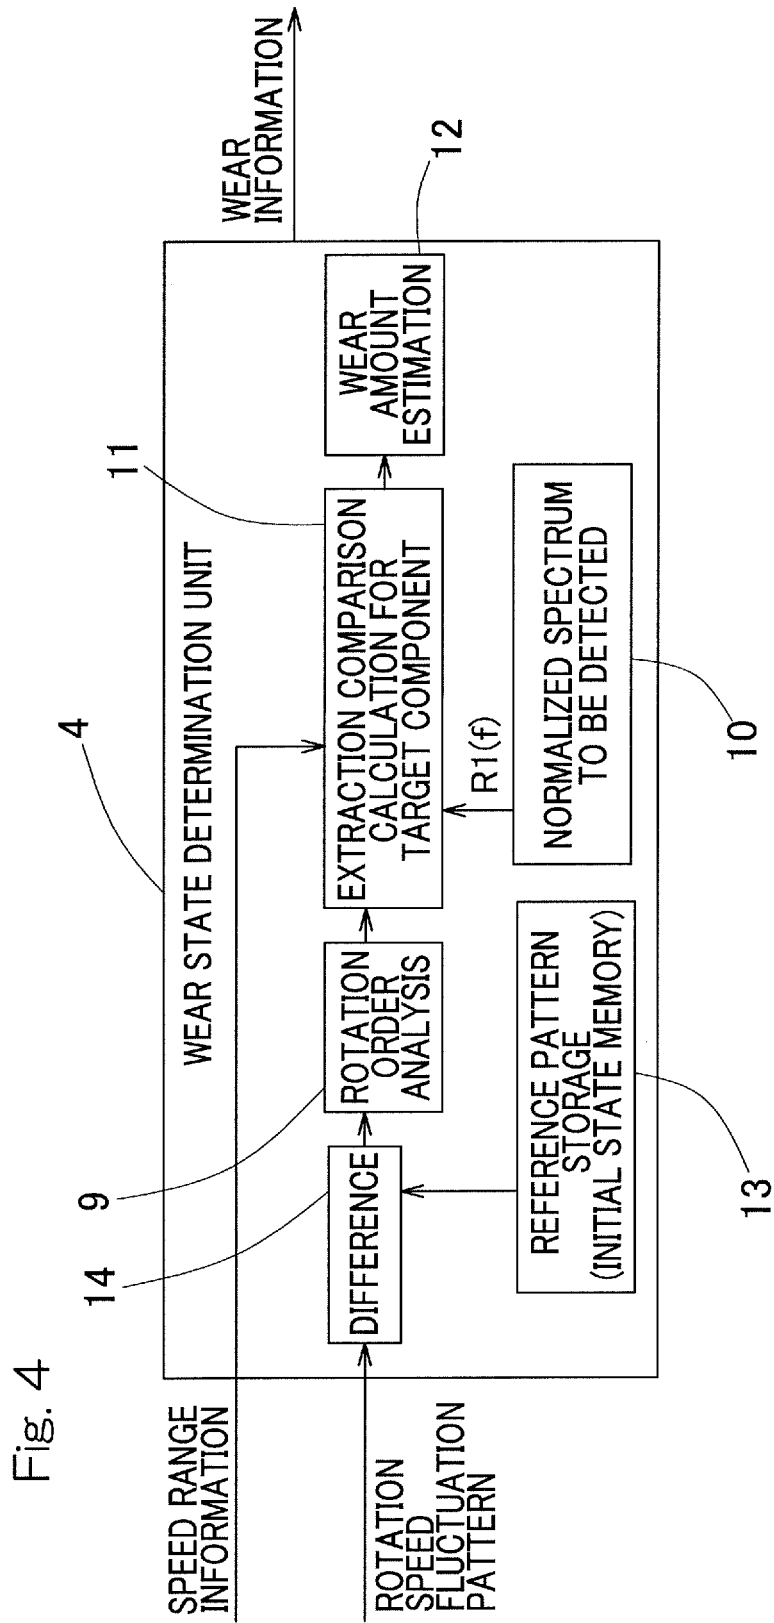 Fig. 4
SPEED RANGE
INFORMATION
ROTATION
SPEED
FLUCTUATION
PATTERN
4
WEAR STATE DETERMINATION UNIT
14
DIFFERENCE
9
ROTATION
ORDER
ANALYSIS
11
EXTRACTION COMPARISON
CALCULATION FOR
TARGET COMPONENT
WEAR
AMOUNT
ESTIMATION
12
WEAR
INFORMATION
R1(f)
REFERENCE PATTERN
STORAGE
(INITIAL STATE MEMORY)
13
NORMALIZED SPECTRUM
TO BE DETECTED
10